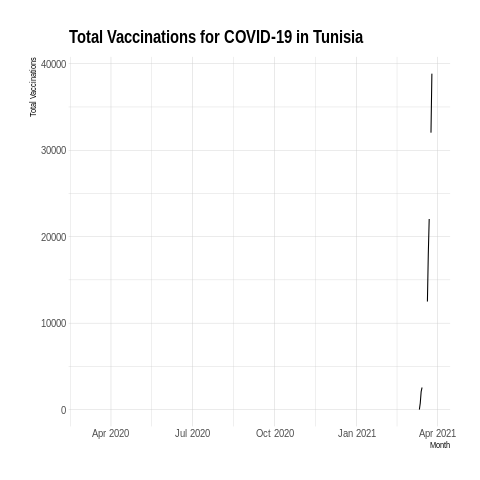 Total Vaccinations for COVID-19 in Tunisia
Total Vaccinations
40000
30000
20000
10000
0
Apr 2020 Jul 2020 Oct 2020 Jan 2021 Apr 2021
Month